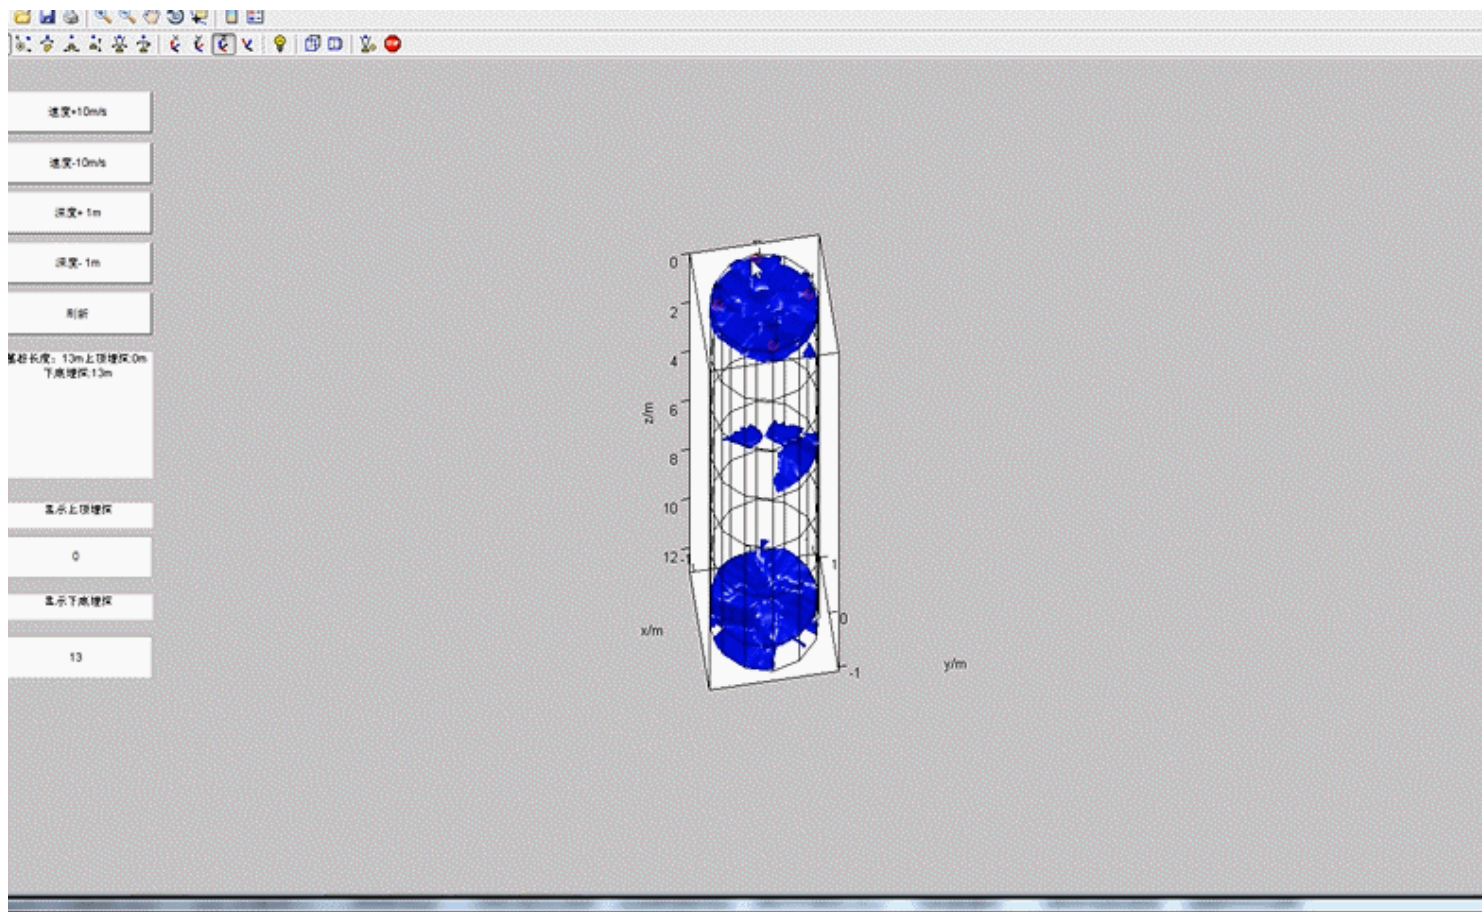 速度+10m/s
速度-10m/s
深度+ 1m
深度- 1m
刷新
基桩长度：13m上顶埋深:0m
下底埋深:13m
显示上顶埋深
0
显示下底埋深
13
0
2
4
6
8
10
12
z/m
-1
1
0
-1
x/m
y/m